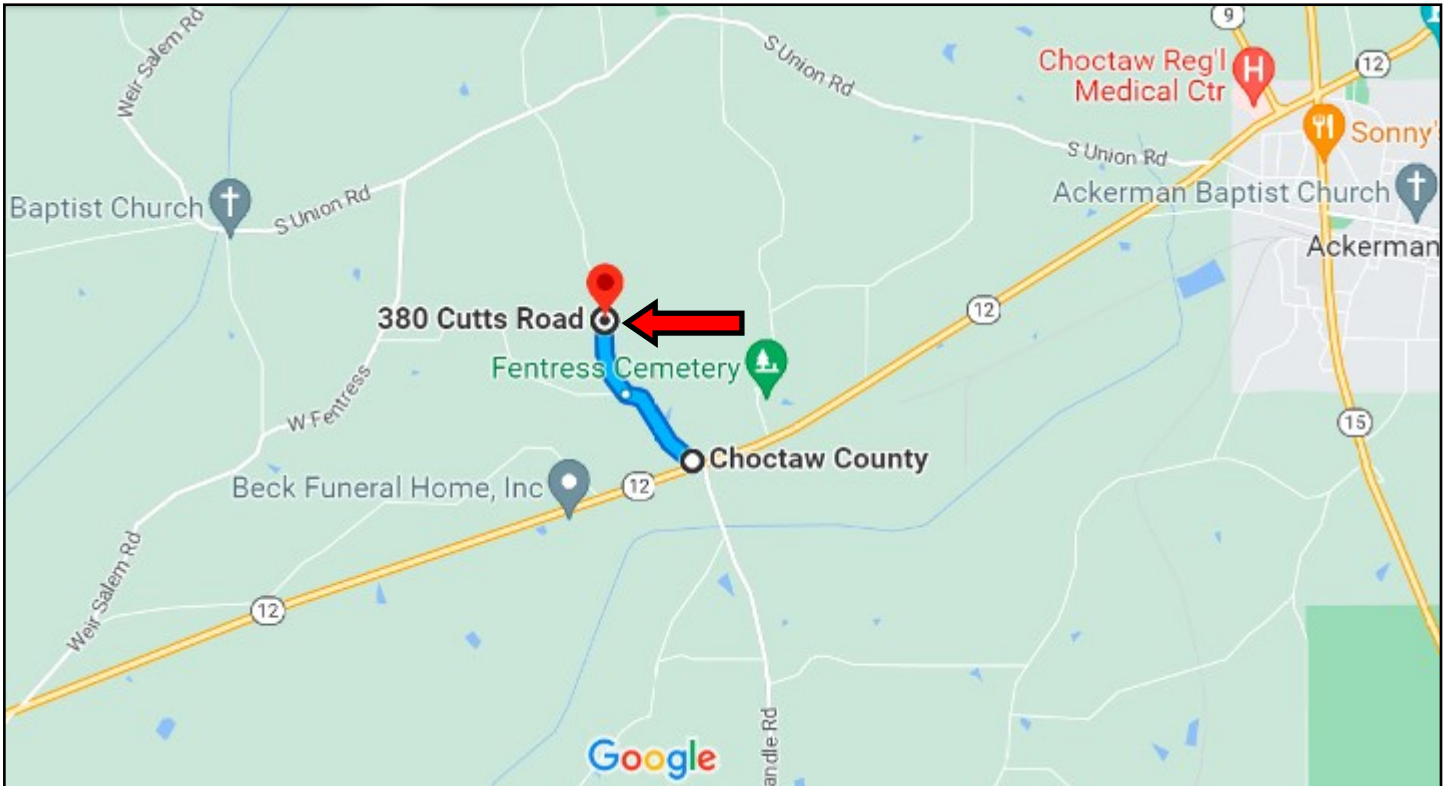 Weir Salem Rd
S Union Rd
9
Choctaw Reg'l
Medical Ctr
12
Sonny's
S Union Rd
Baptist Church
S Union Rd
Ackerman Baptist Church
Ackerman
380 Cutts Road
12
Fentress Cemetery
W Fentress
15
Choctaw County
Beck Funeral Home, Inc
12
Weir Salem Rd
12
Google
andle Rd